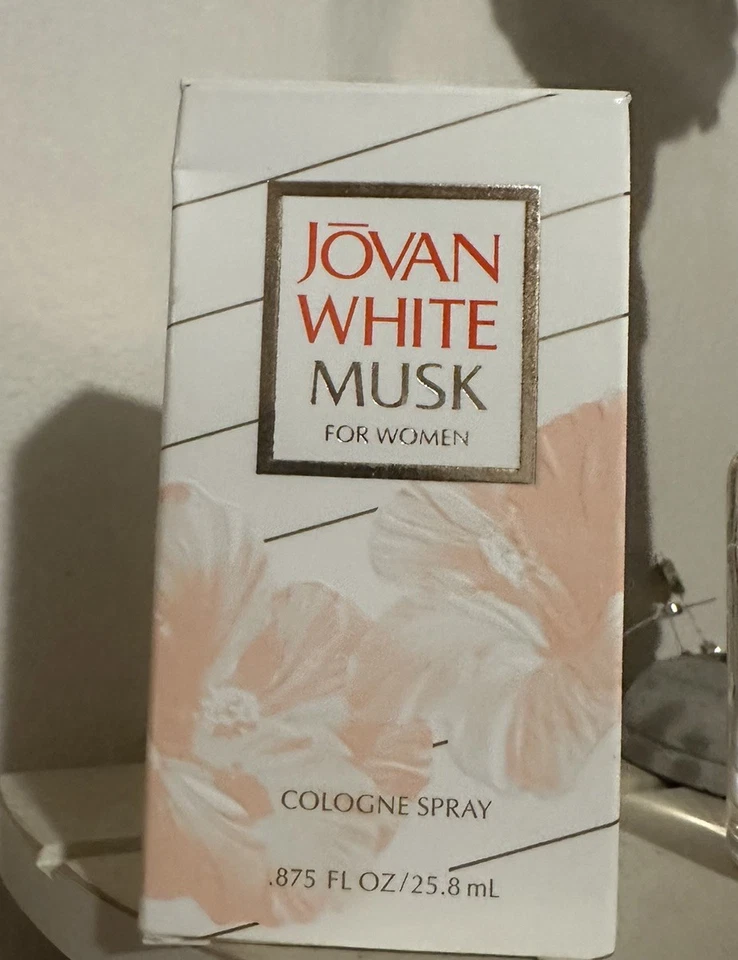 JŌVAN
WHITE
MUSK
FOR WOMEN
COLOGNE SPRAY
.875 FL OZ/25.8 mL